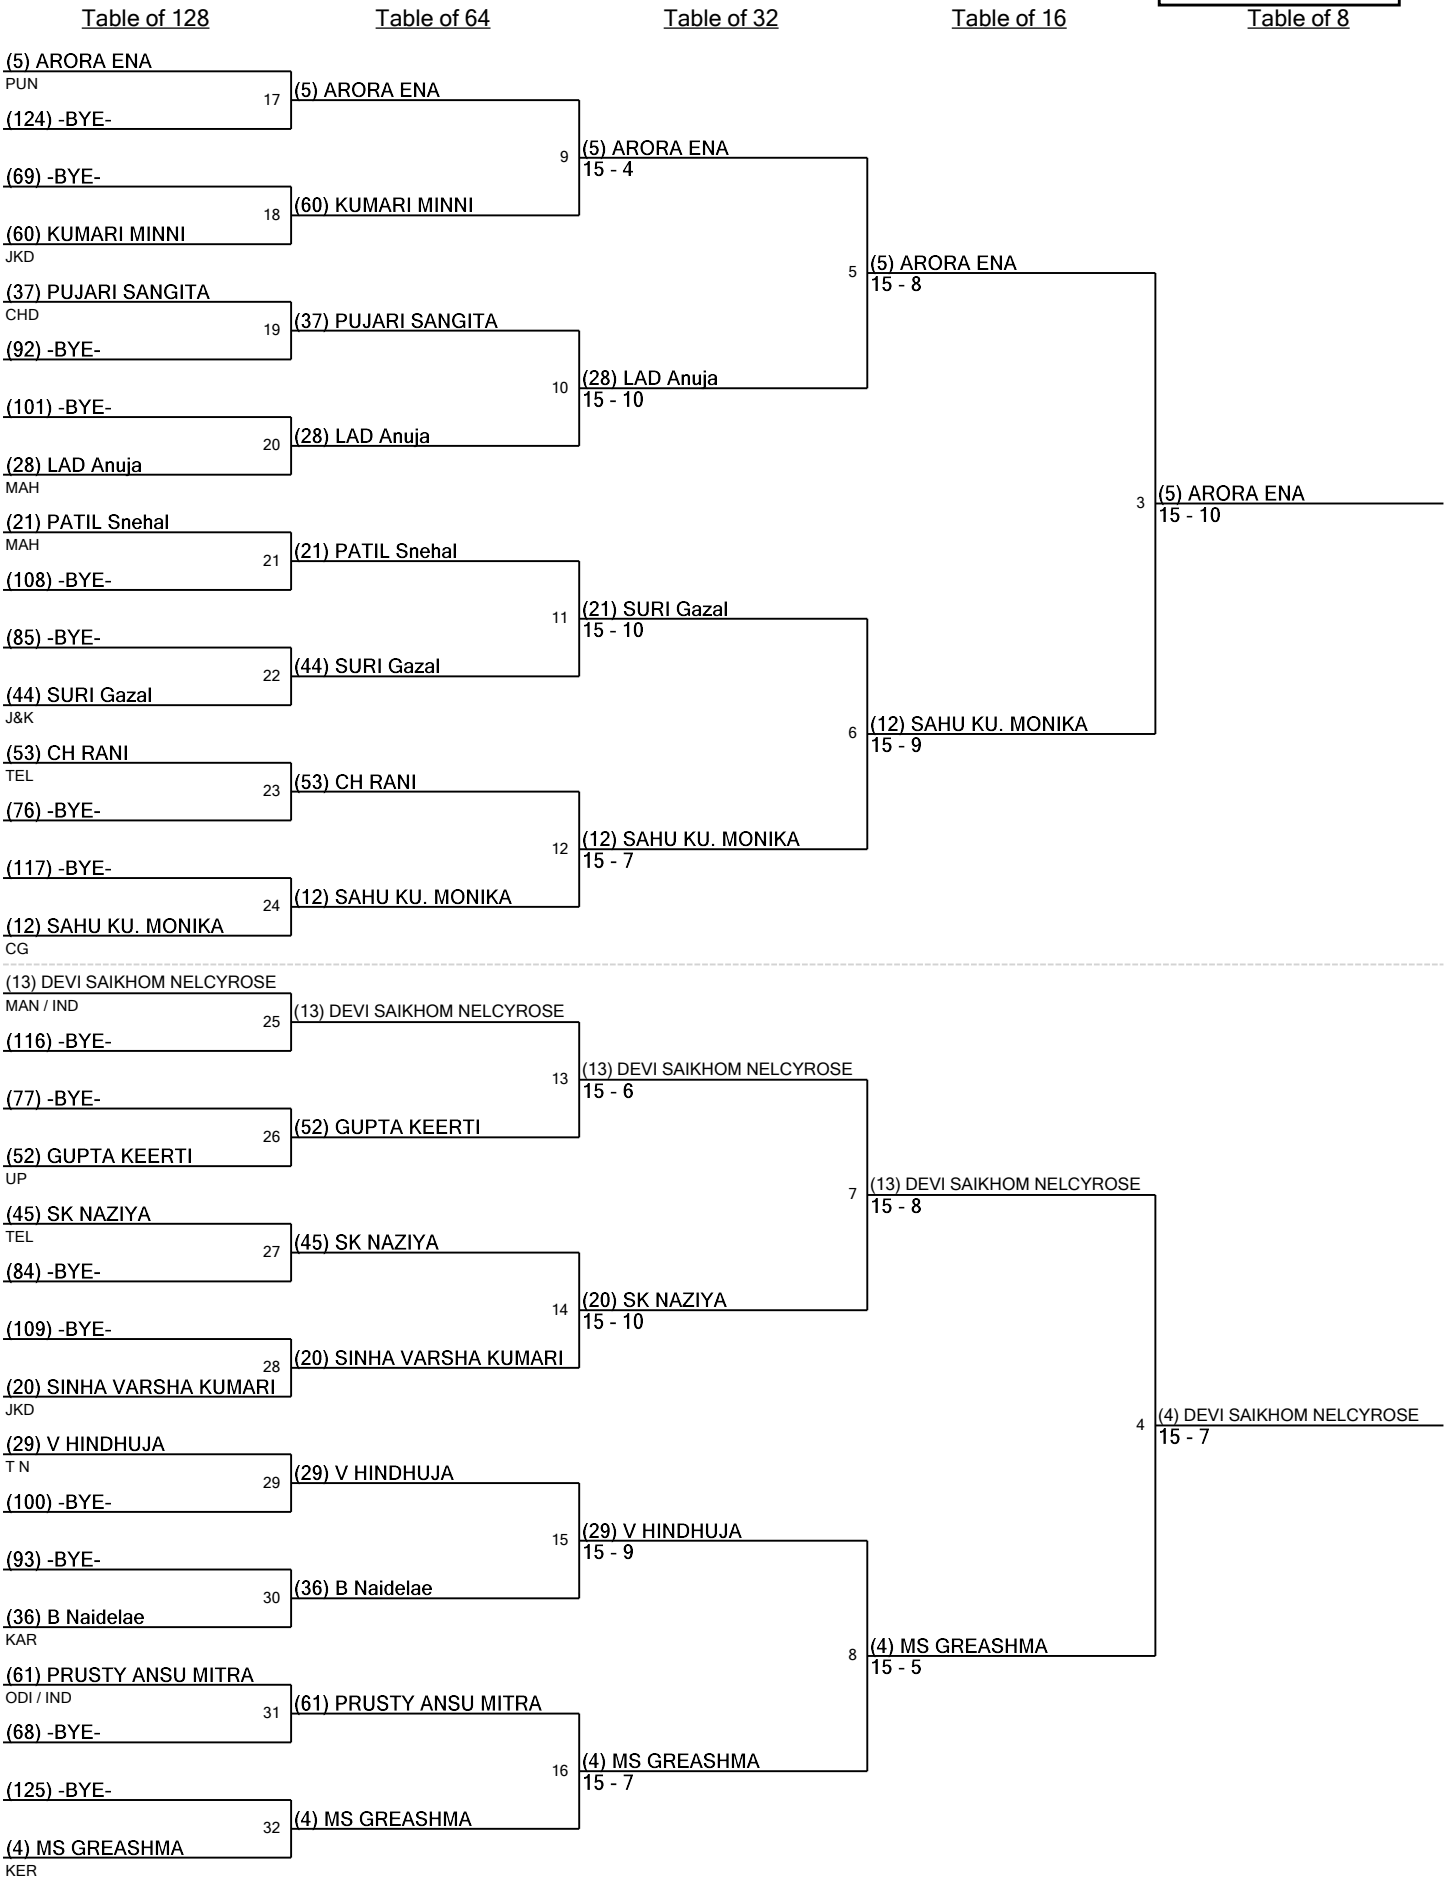 Table of 128
Table of 64
Table of 32
Table of 16
Table of 8
(5) ARORA ENA
PUN
17
(124) -BYE-
(5) ARORA ENA
(69) -BYE-
18
(60) KUMARI MINNI
JKD
(60) KUMARI MINNI
9
(5) ARORA ENA
15 - 4
(37) PUJARI SANGITA
CHD
19
(92) -BYE-
(37) PUJARI SANGITA
(101) -BYE-
20
(28) LAD Anuja
MAH
(28) LAD Anuja
10
(28) LAD Anuja
15 - 10
5
(5) ARORA ENA
15 - 8
(21) PATIL Snehal
MAH
21
(108) -BYE-
(21) PATIL Snehal
(85) -BYE-
22
(44) SURI Gazal
J&K
(44) SURI Gazal
11
(21) SURI Gazal
15 - 10
(53) CH RANI
TEL
23
(76) -BYE-
(53) CH RANI
(117) -BYE-
24
(12) SAHU KU. MONIKA
CG
(12) SAHU KU. MONIKA
12
(12) SAHU KU. MONIKA
15 - 7
6
(12) SAHU KU. MONIKA
15 - 9
3
(5) ARORA ENA
15 - 10
(13) DEVI SAIKHOM NELCYROSE
MAN / IND
25
(116) -BYE-
(13) DEVI SAIKHOM NELCYROSE
(77) -BYE-
26
(52) GUPTA KEERTI
UP
(52) GUPTA KEERTI
13
(13) DEVI SAIKHOM NELCYROSE
15 - 6
(45) SK NAZIYA
TEL
27
(84) -BYE-
(45) SK NAZIYA
(109) -BYE-
28
(20) SINHA VARSHA KUMARI
JKD
(20) SINHA VARSHA KUMARI
14
(20) SK NAZIYA
15 - 10
7
(13) DEVI SAIKHOM NELCYROSE
15 - 8
(29) V HINDHUJA
T N
29
(100) -BYE-
(29) V HINDHUJA
(93) -BYE-
30
(36) B Naidelae
KAR
(36) B Naidelae
15
(29) V HINDHUJA
15 - 9
(61) PRUSTY ANSU MITRA
ODI / IND
31
(68) -BYE-
(61) PRUSTY ANSU MITRA
(125) -BYE-
32
(4) MS GREASHMA
KER
(4) MS GREASHMA
16
(4) MS GREASHMA
15 - 7
8
(4) MS GREASHMA
15 - 5
4
(4) DEVI SAIKHOM NELCYROSE
15 - 7